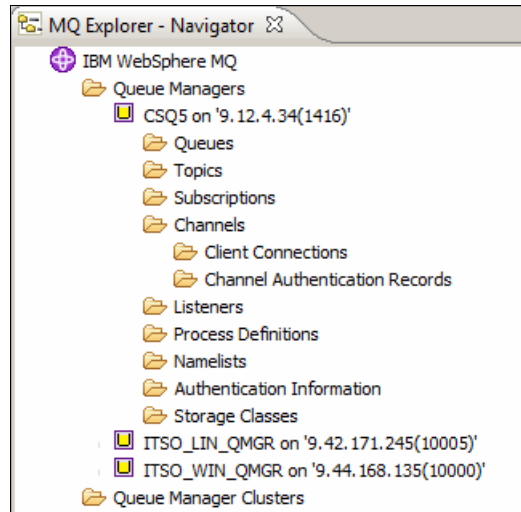 MQ Explorer - Navigator
IBM WebSphere MQ
Queue Managers
CSQ5 on '9.12.4.34(1416)'
Queues
Topics
Subscriptions
Channels
Client Connections
Channel Authentication Records
Listeners
Process Definitions
Namelists
Authentication Information
Storage Classes
ITSO_LIN_QMGR on '9.42.171.245(10005)'
ITSO_WIN_QMGR on '9.44.168.135(10000)'
Queue Manager Clusters